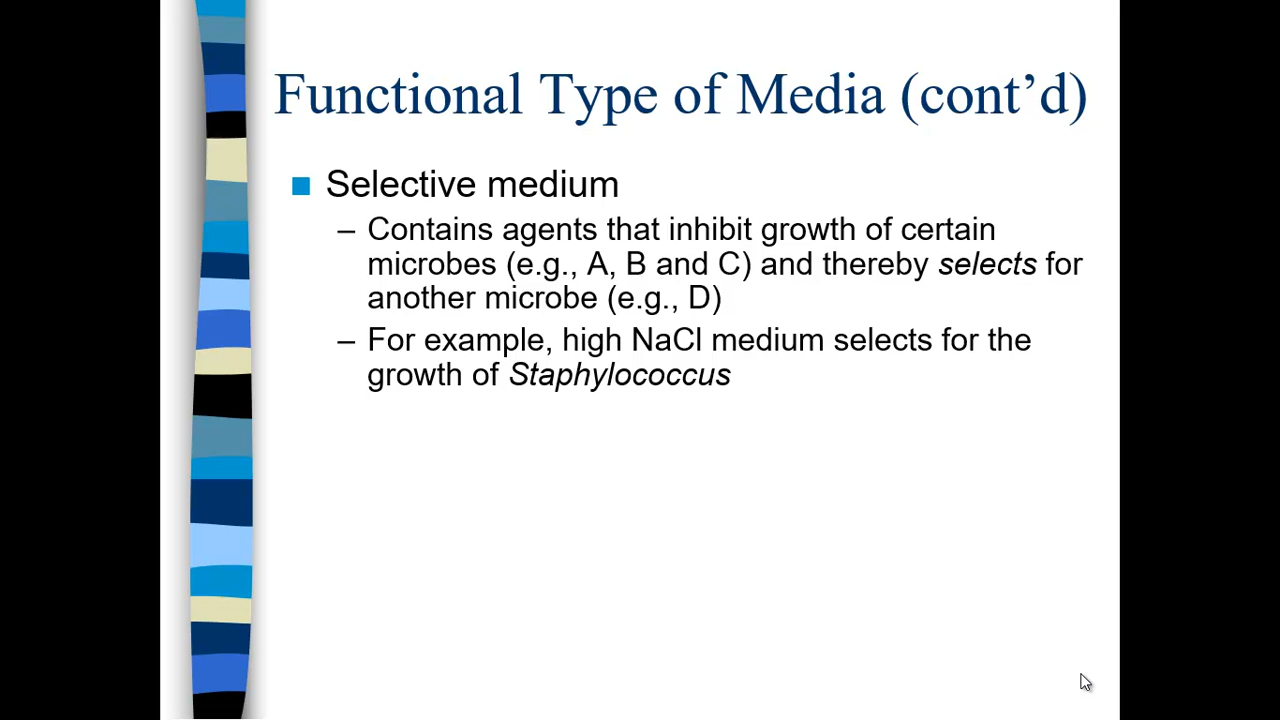 Functional Type of Media (cont’d)
Selective medium
– Contains agents that inhibit growth of certain
microbes (e.g., A, B and C) and thereby selects for
another microbe (e.g., D)
– For example, high NaCl medium selects for the
growth of Staphylococcus